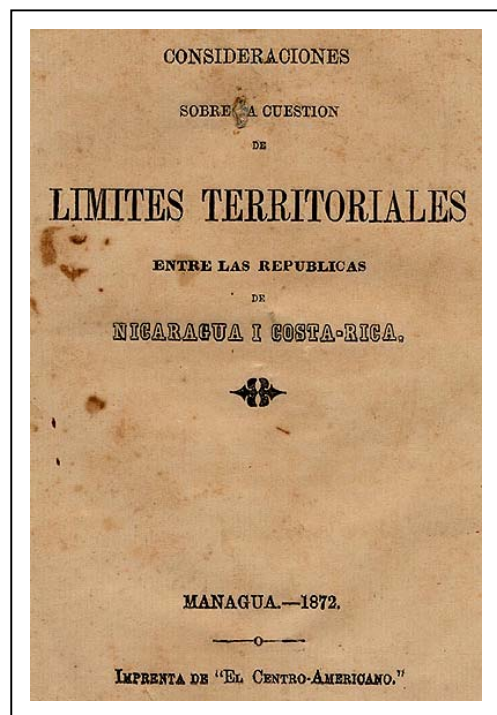 CONSIDERACIONES
SOBRE A CUESTION
DE
LIMITES TERRITORIALES
ENTRE LAS REPUBLICAS
DE
NICARAGUA I COSTA-RICA.
MANAGUA.—1872.
IMPRENTA DE "EL CENTRO-AMERICANO."